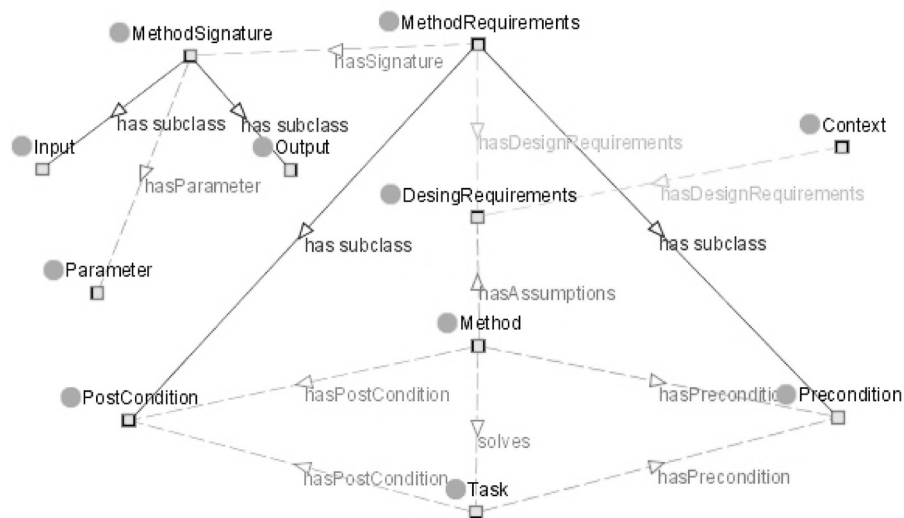 MethodRequirements
MethodSignature
hasSignature
has subclass
has subclass
Input
Output
Context
hasDesignRequirements
hasParameter
DesingRequirements
hasDesignRequirements
has subclass
has subclass
Parameter
hasAssumptions
Method
PostCondition
hasPostCondition
hasPrecondition
Precondition
solves
hasPostCondition
hasPrecondition
Task